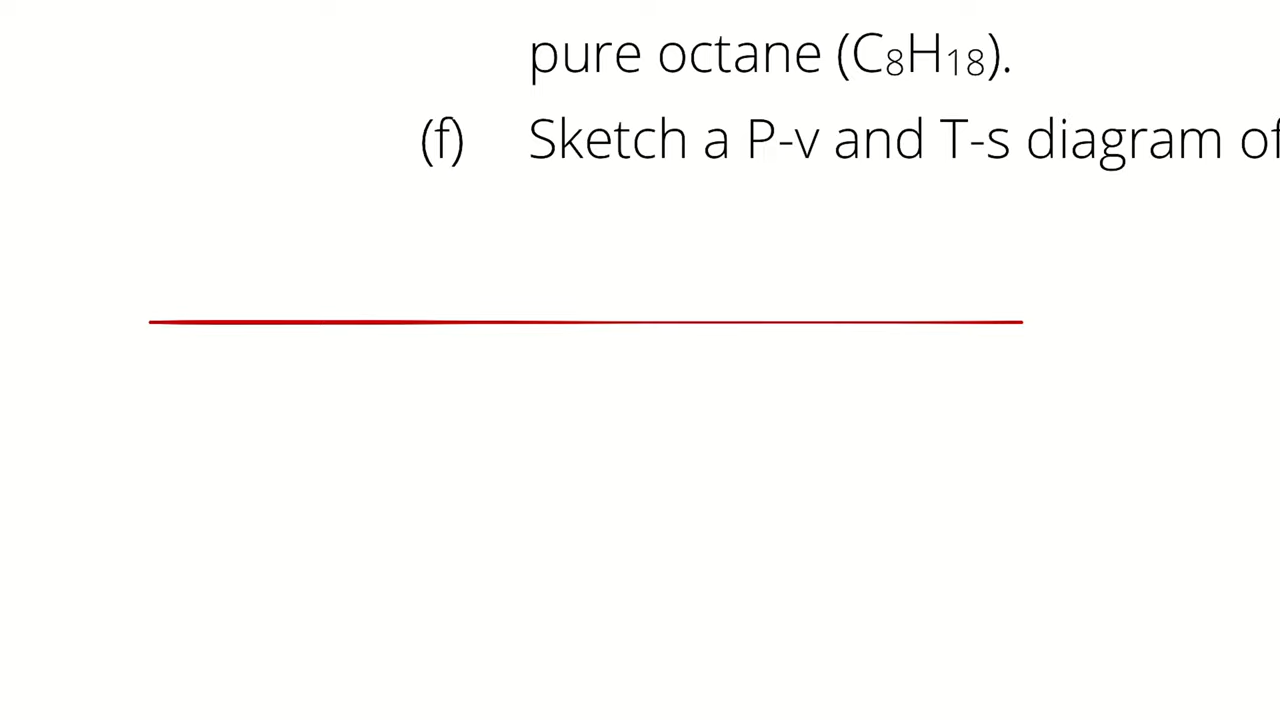 pure octane (C₈H₁₈).
(f) Sketch a P-v and T-s diagram of